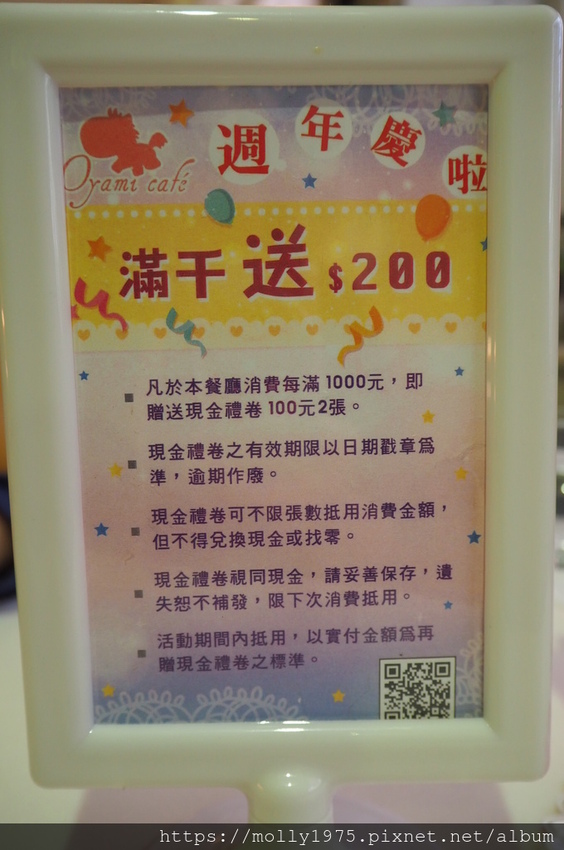 Oyami café
週年慶啦
滿千送$200
凡於本餐廳消費每滿1000元，即
贈送現金禮卷100元2張。
現金禮卷之有效期限以日期戳章為
準，逾期作廢。
現金禮卷可不限張數抵用消費金額，
但不得兌換現金或找零。
現金禮卷視同現金，請妥善保存，遺
失恕不補發，限下次消費抵用。
活動期間內抵用，以實付金額為再
贈現金禮卷之標準。
https://molly1975.pixnet.net/album